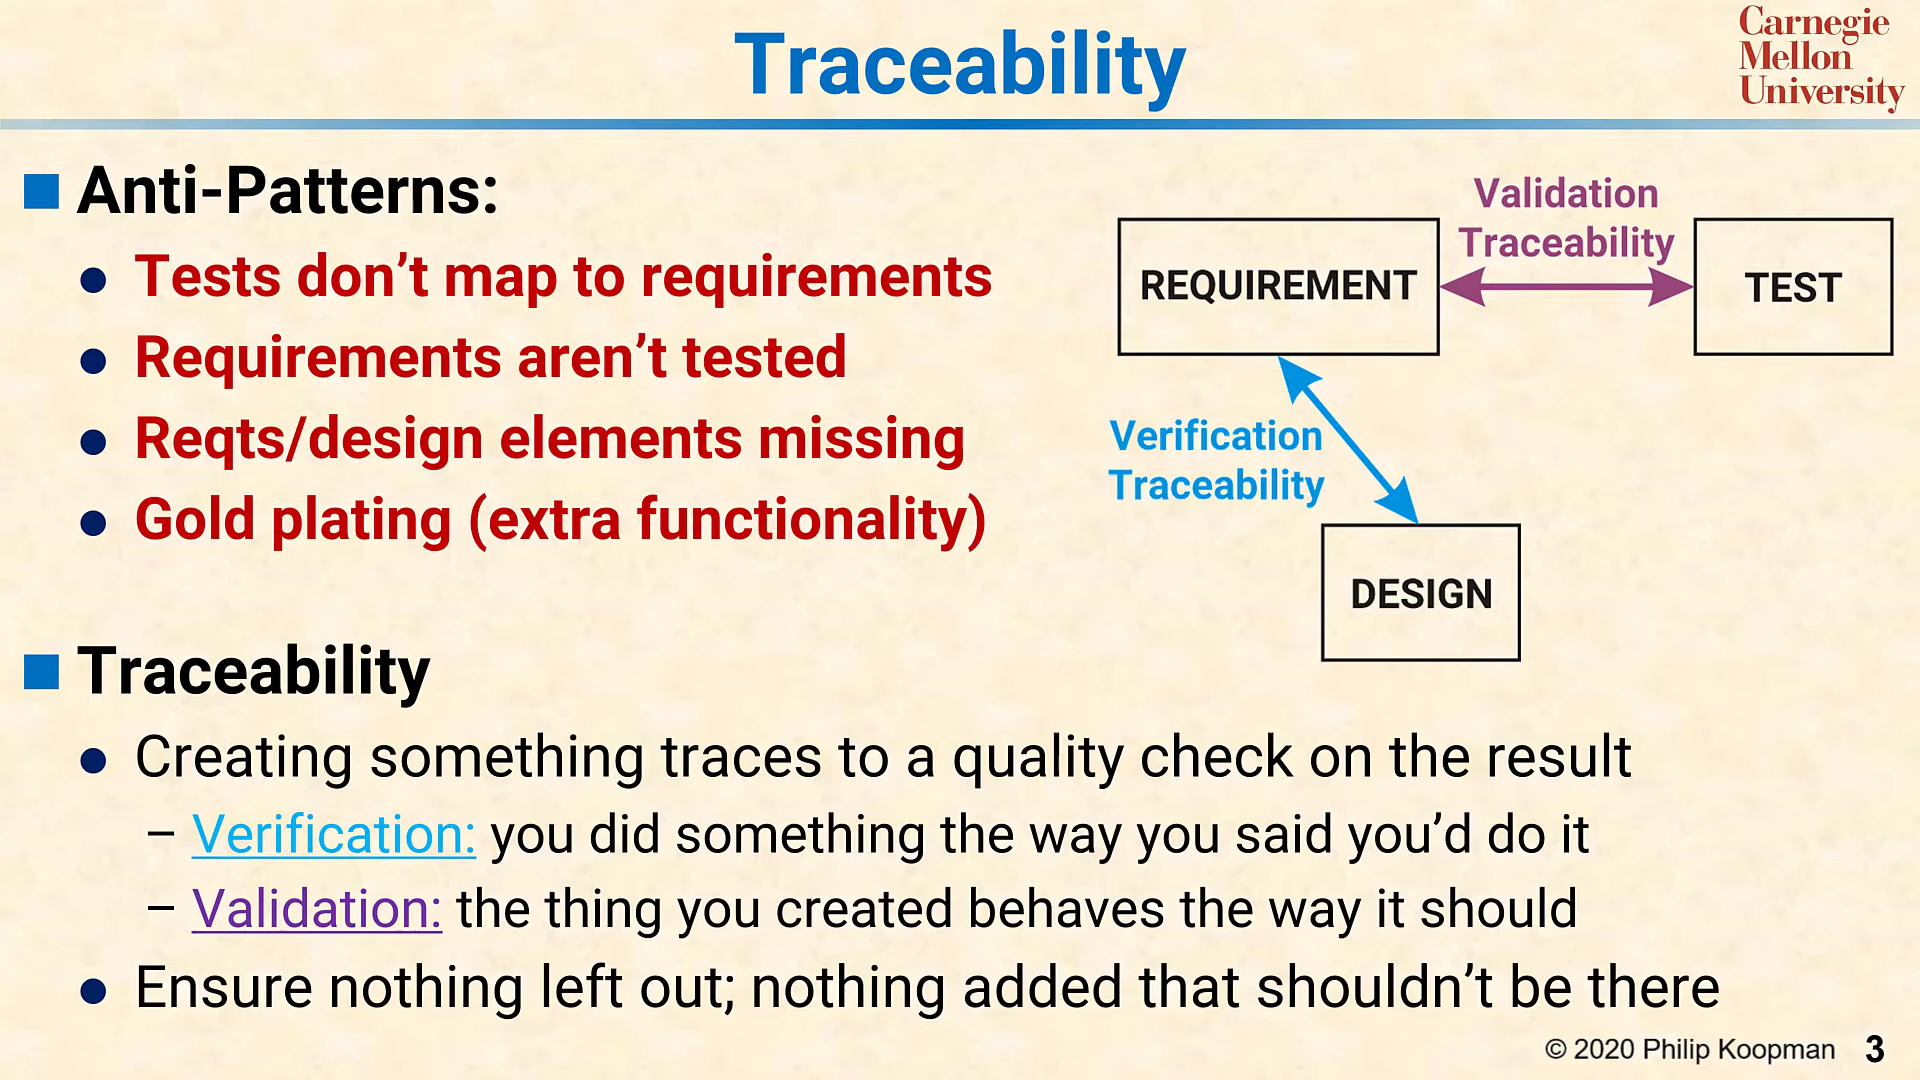 Traceability
Carnegie
Mellon
University
Anti-Patterns:
Tests don’t map to requirements
Requirements aren’t tested
Reqts/design elements missing
Gold plating (extra functionality)
Validation
Traceability
REQUIREMENT
TEST
Verification
Traceability
DESIGN
Traceability
Creating something traces to a quality check on the result
– Verification: you did something the way you said you’d do it
– Validation: the thing you created behaves the way it should
Ensure nothing left out; nothing added that shouldn’t be there
© 2020 Philip Koopman 3